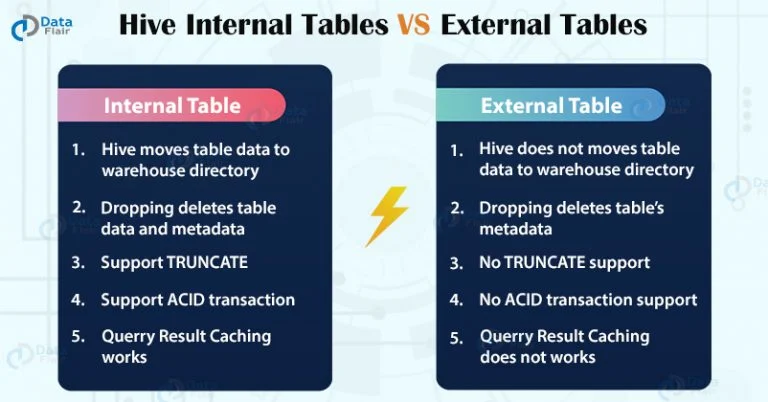 Data
Flair
Hive Internal Tables VS External Tables
Internal Table
1. Hive moves table data to
warehouse directory
2. Dropping deletes table
data and metadata
3. Support TRUNCATE
4. Support ACID transaction
5. Querry Result Caching
works
External Table
1. Hive does not moves table
data to warehouse directory
2. Dropping deletes table's
metadata
3. No TRUNCATE support
4. No ACID transaction support
5. Querry Result Caching
does not works